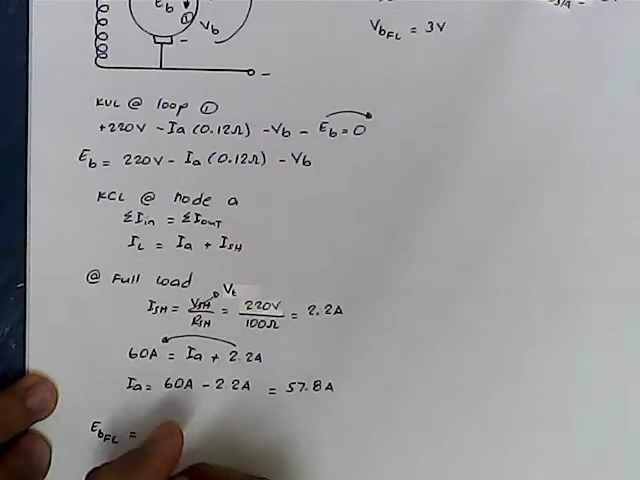 Eb
① Vb
-
-
VbFL = 3V
KVL @ loop ①
+220V - Ia (0.12Ω) - Vb - Eb = 0
Eb = 220V - Ia (0.12Ω) - Vb
KCL @ node a
ΣIin = ΣIout
IL = Ia + ISH
@ Full Load
Vt
ISH = VSH/RSH = 220V/100Ω = 2.2A
60A = Ia + 2.2A
Ia = 60A - 2.2A = 57.8A
EbFL =